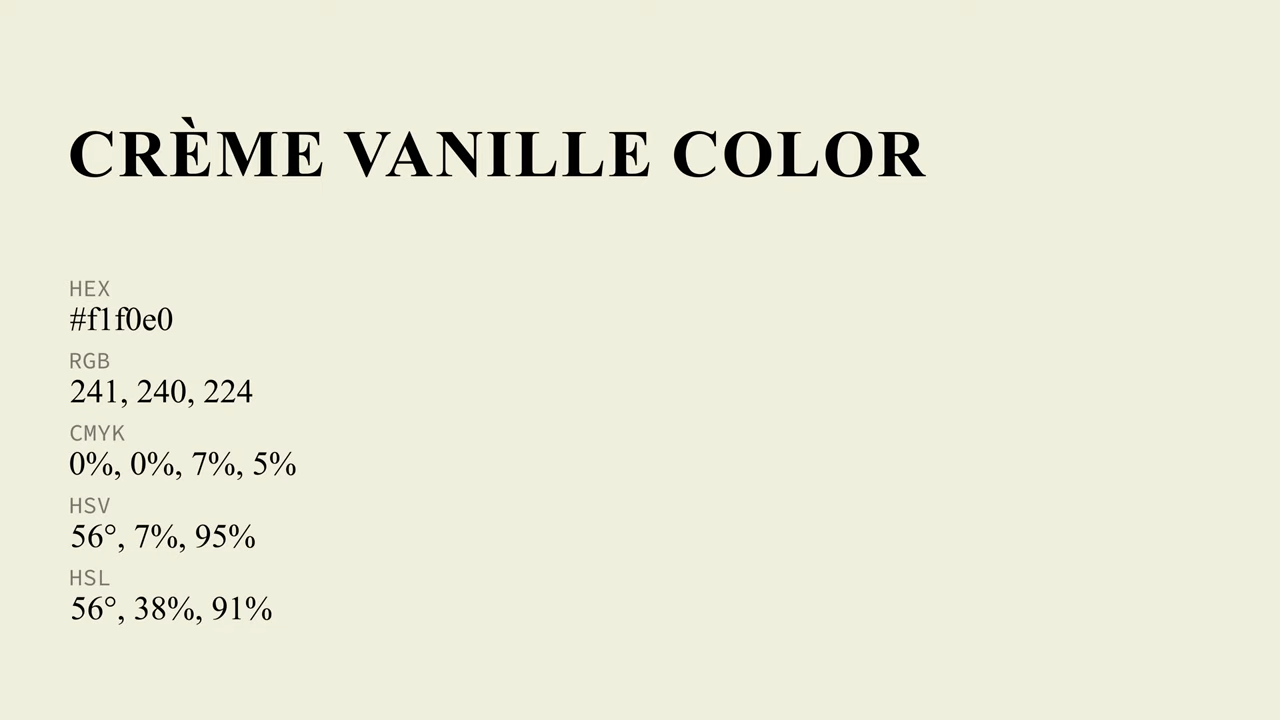 CRÈME VANILLE COLOR
HEX
#f1f0e0
RGB
241, 240, 224
CMYK
0%, 0%, 7%, 5%
HSV
56°, 7%, 95%
HSL
56°, 38%, 91%